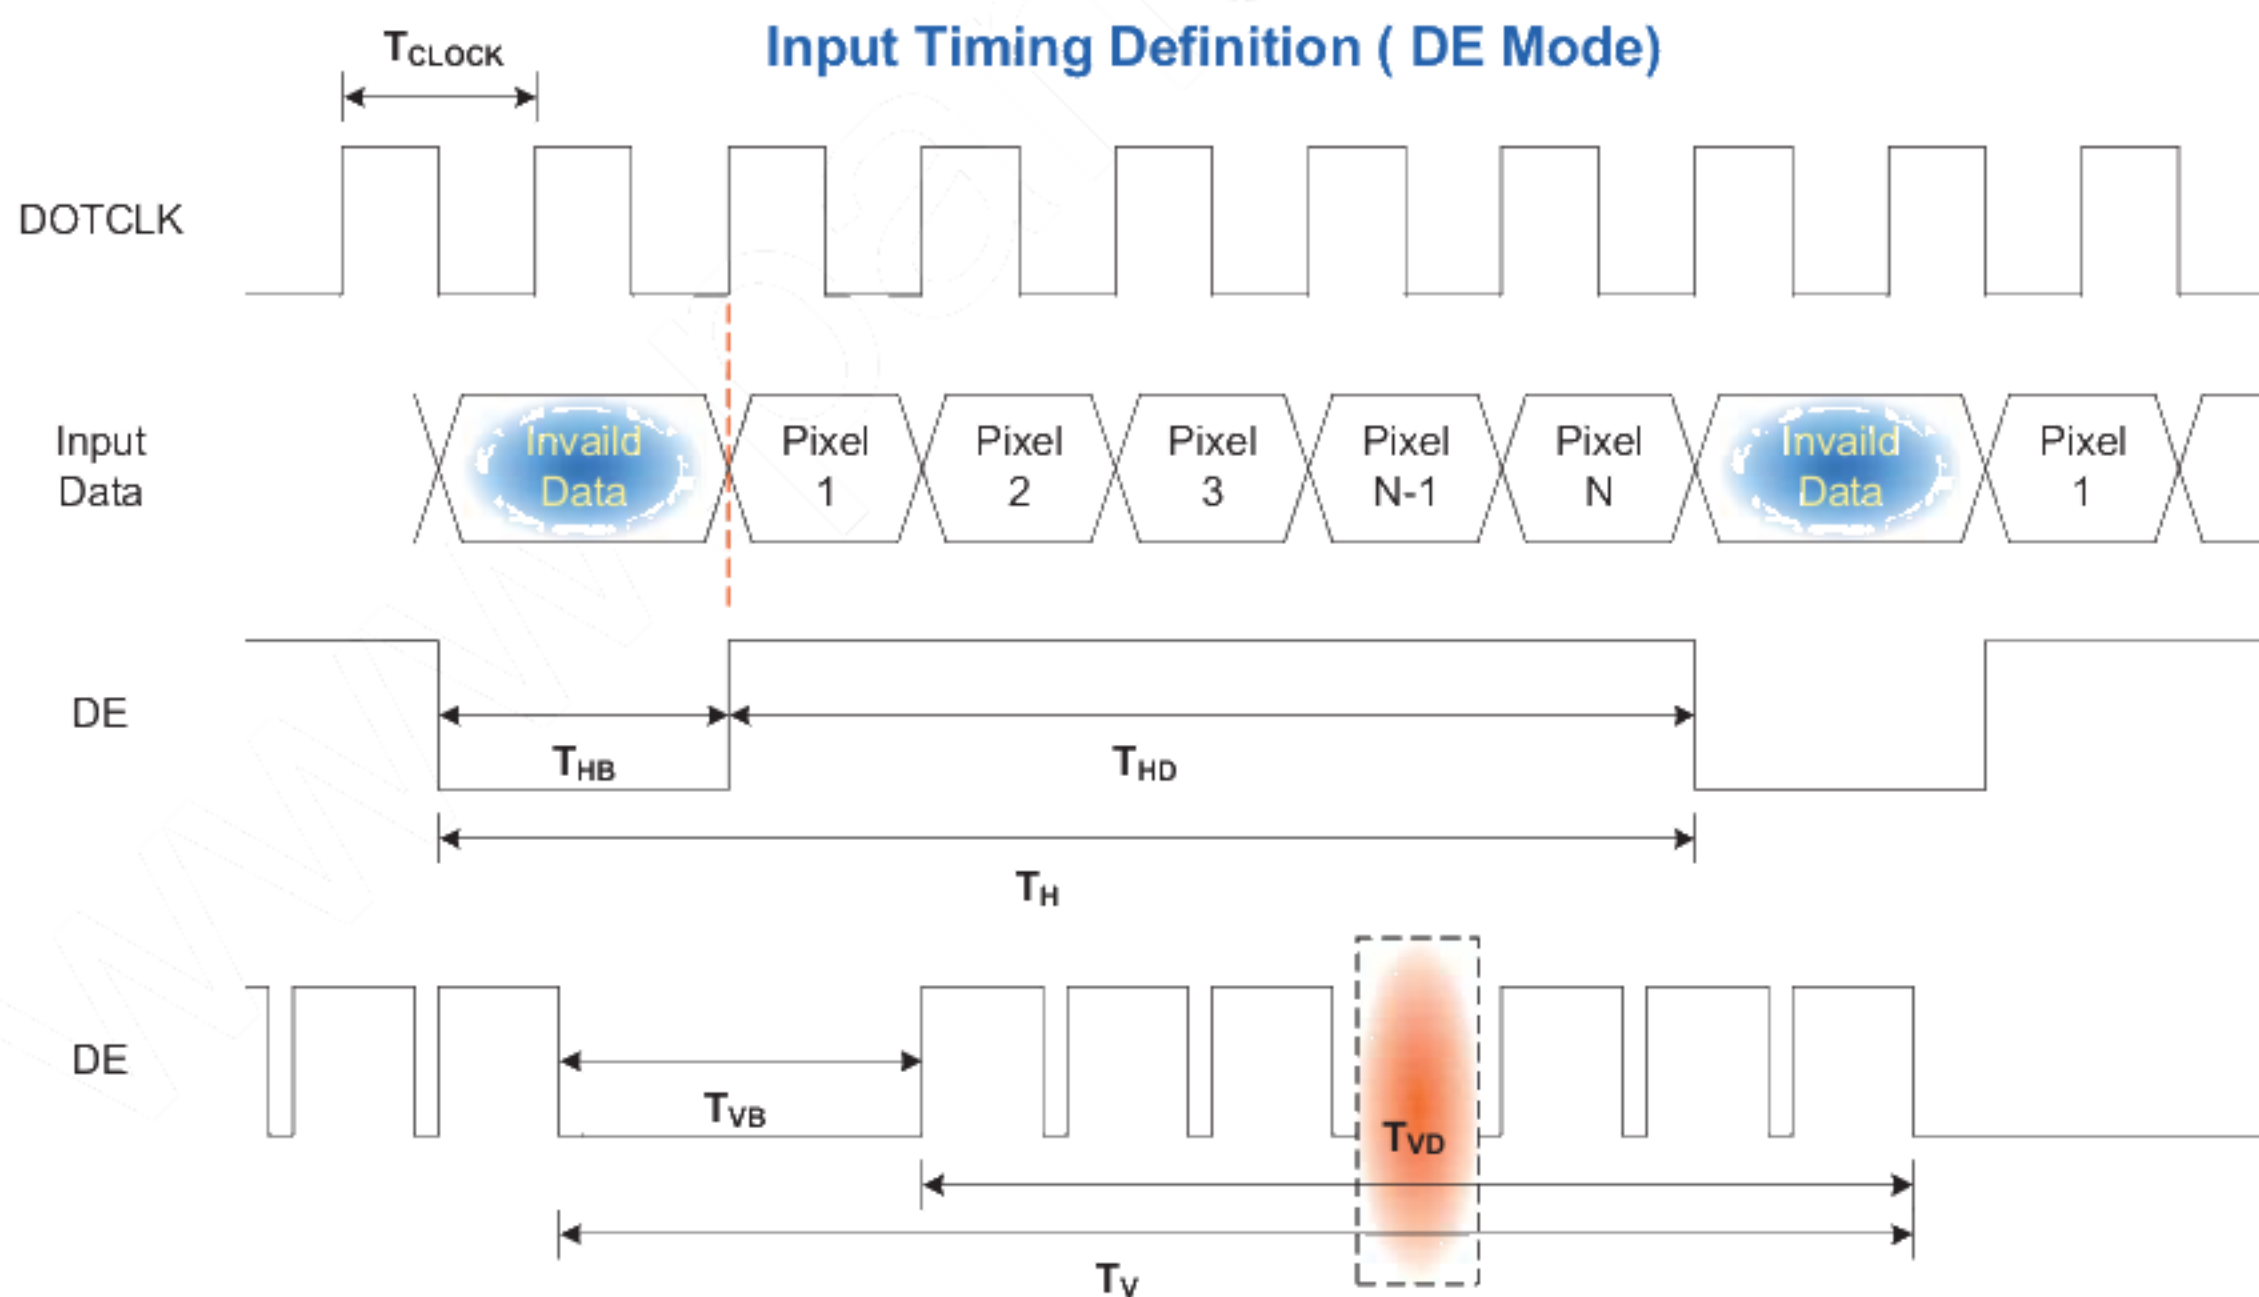 Input Timing Definition ( DE Mode)
TCLOCK
DOTCLK
Input
Data
Invaild
Data
Pixel
1
Pixel
2
Pixel
3
Pixel
N-1
Pixel
N
Invaild
Data
Pixel
1
DE
THB
THD
TH
DE
TVB
TVD
TV